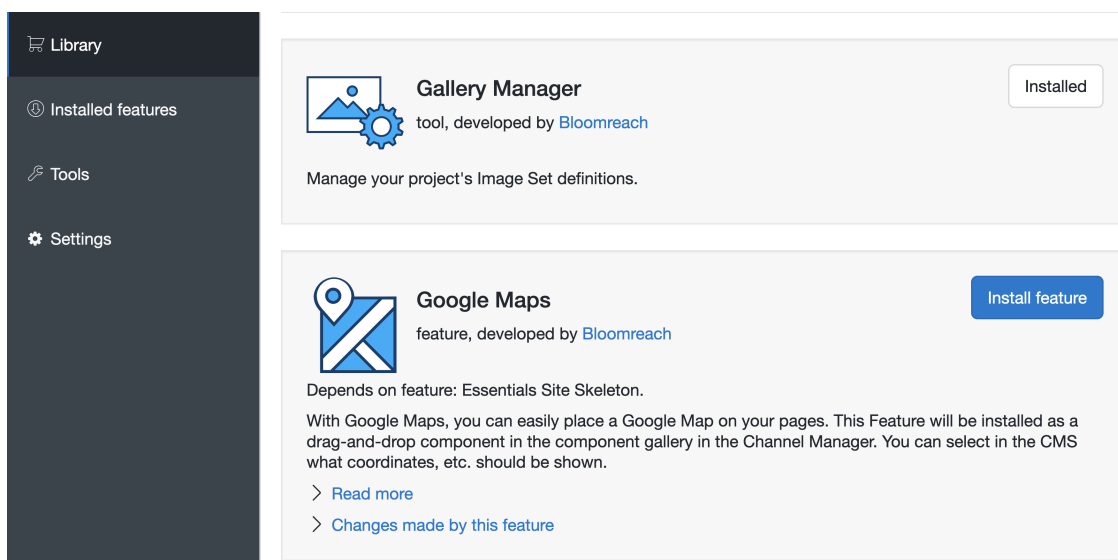 Library
Installed features
Tools
Settings
Gallery Manager
Installed
tool, developed by Bloomreach
Manage your project's Image Set definitions.
Google Maps
Install feature
feature, developed by Bloomreach
Depends on feature: Essentials Site Skeleton.
With Google Maps, you can easily place a Google Map on your pages. This Feature will be installed as a
drag-and-drop component in the component gallery in the Channel Manager. You can select in the CMS
what coordinates, etc. should be shown.
Read more
Changes made by this feature